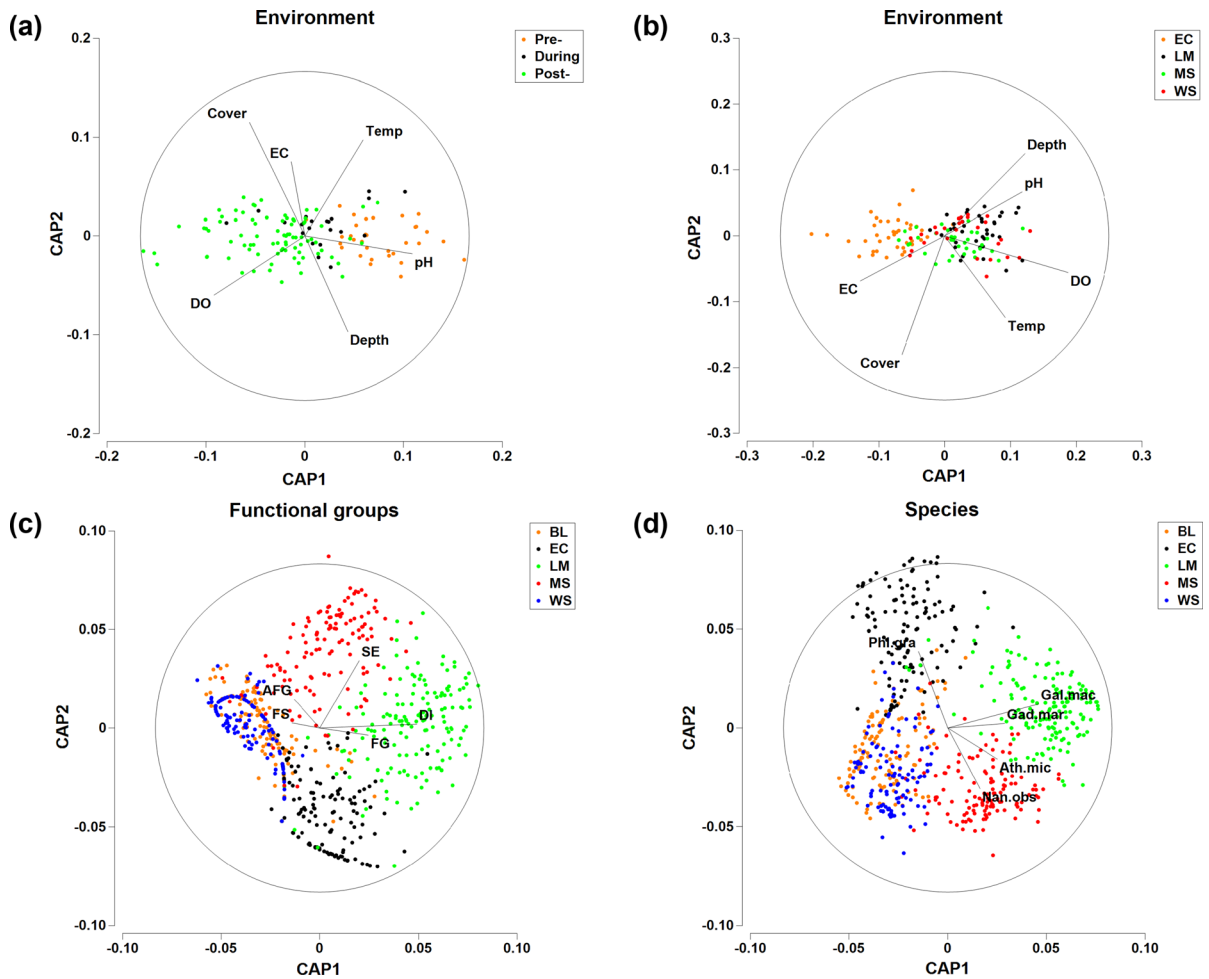 (a)
Environment
Pre-
During
Post-
0.2
0.1
0
-0.1
-0.2
CAP2
Cover
EC
Temp
pH
DO
Depth
-0.2
-0.1
0
0.1
0.2
CAP1
(b)
Environment
EC
LM
MS
WS
0.3
0.2
0.1
0
-0.1
-0.2
-0.3
CAP2
Depth
pH
DO
EC
Temp
Cover
-0.3
-0.2
-0.1
0
0.1
0.2
0.3
CAP1
(c)
Functional groups
BL
EC
LM
MS
WS
0.10
0.05
0
-0.05
-0.10
CAP2
SE
AFG
FS
DI
FG
-0.10
-0.05
0
0.05
0.10
CAP1
(d)
Species
BL
EC
LM
MS
WS
0.10
0.05
0
-0.05
-0.10
CAP2
Phl.gra
Gal.mac
Gad.mar
Ath.mic
Nan.obs
-0.10
-0.05
0
0.05
0.10
CAP1